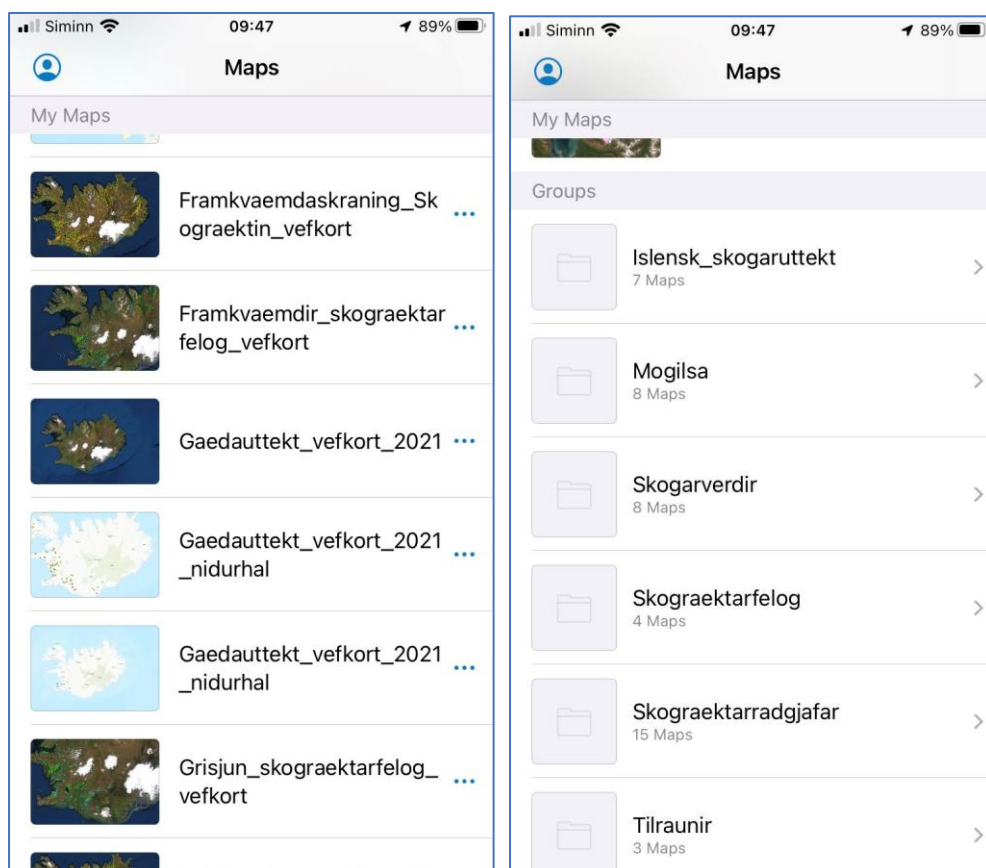 Siminn 09:47 89%
Maps
My Maps
Framkvaemdaskraning_Sk
ograektin_vefkort
Framkvaemdir_skograektar
felog_vefkort
Gaedauttekt_vefkort_2021
Gaedauttekt_vefkort_2021
_nidurhal
Gaedauttekt_vefkort_2021
_nidurhal
Grisjun_skograektarfelog_
vefkort
Siminn 09:47 89%
Maps
My Maps
Groups
Islensk_skogaruttekt
7 Maps
Mogilsa
8 Maps
Skogarverdir
8 Maps
Skograektarfelog
4 Maps
Skograektarradgjafar
15 Maps
Tilraunir
3 Maps